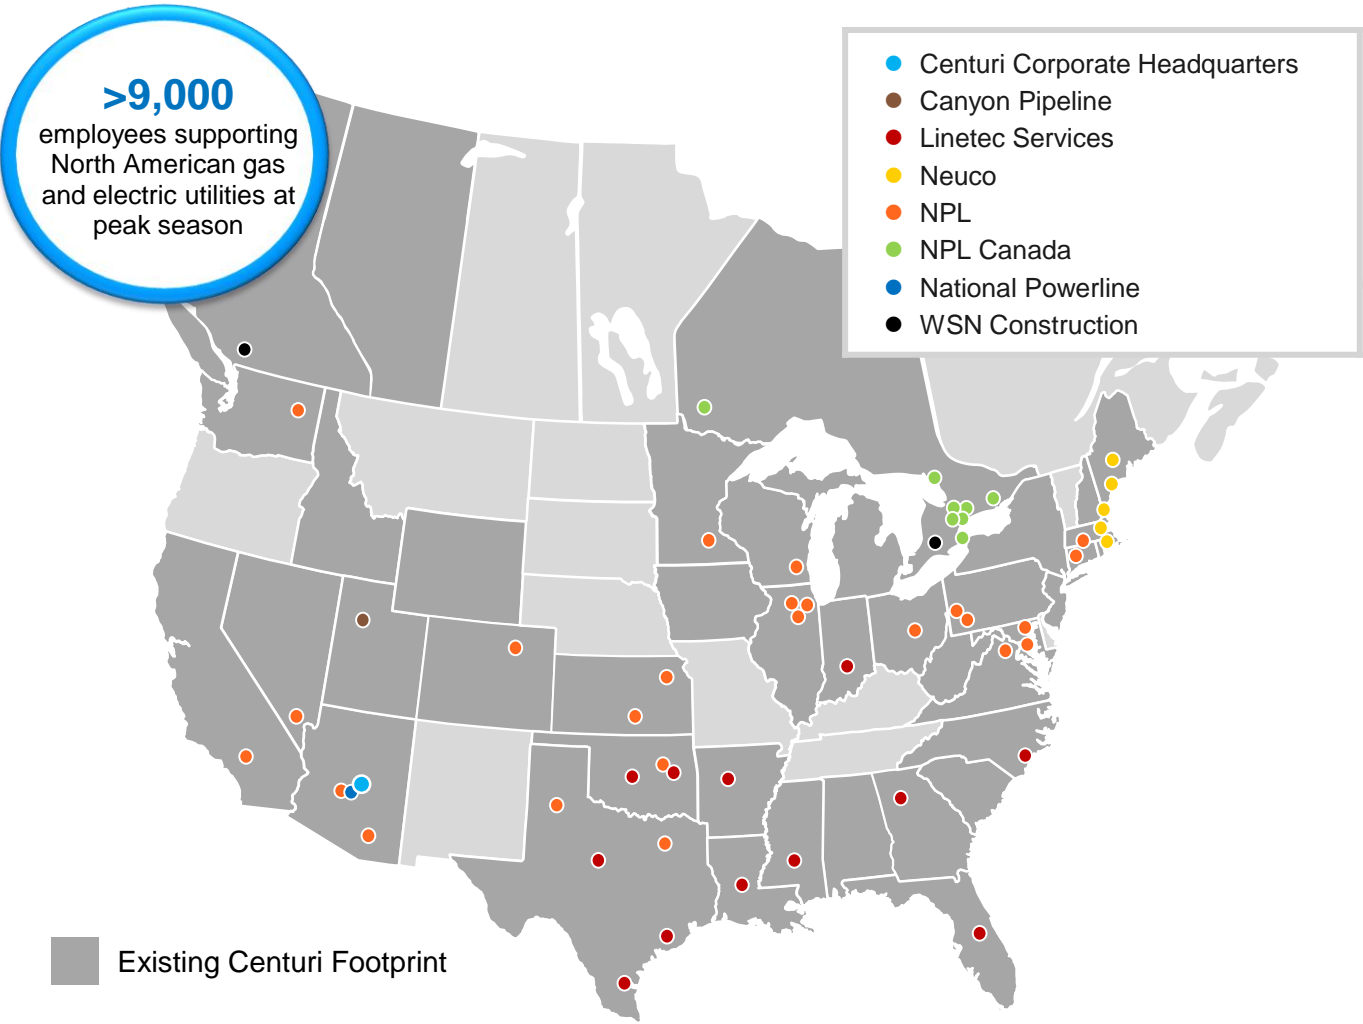 >9,000
employees supporting
North American gas
and electric utilities at
peak season
Centuri Corporate Headquarters
Canyon Pipeline
Linetec Services
Neuco
NPL
NPL Canada
National Powerline
WSN Construction
Existing Centuri Footprint